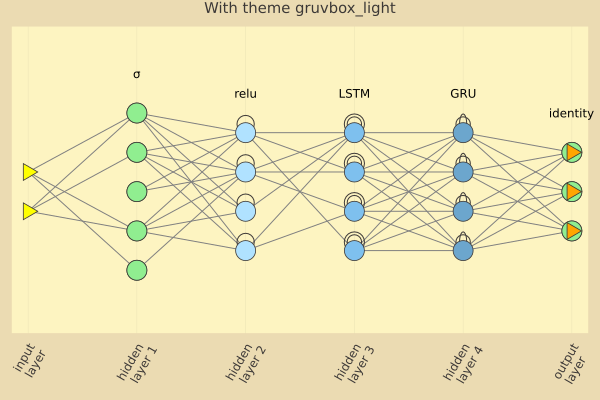 With theme gruvbox_light
σ
relu
LSTM
GRU
identity
input
layer
hidden
layer 1
hidden
layer 2
hidden
layer 3
hidden
layer 4
output
layer